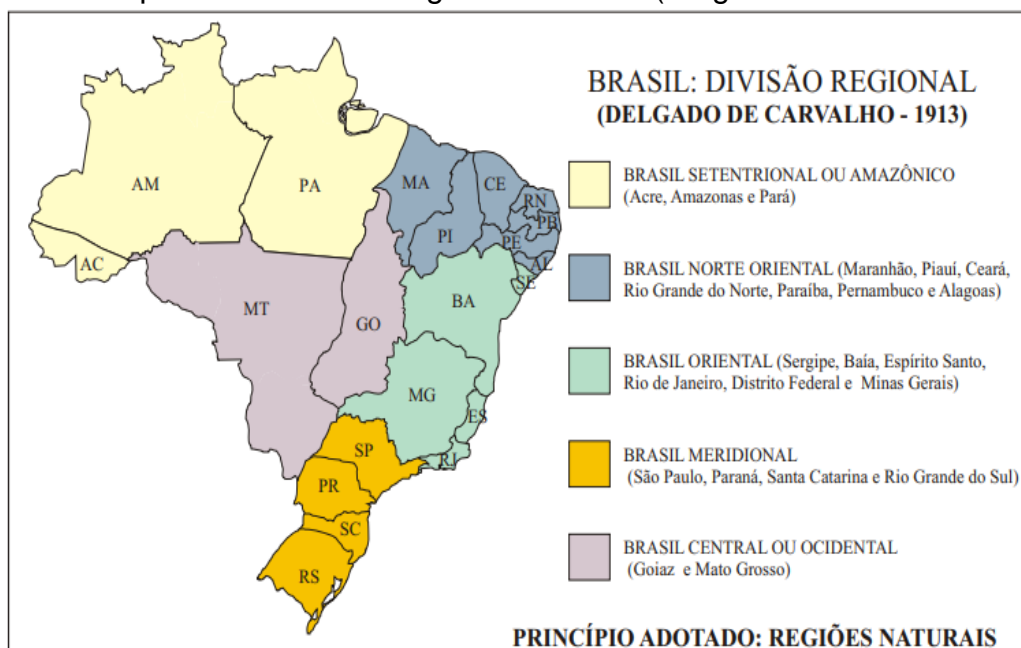 BRASIL: DIVISÃO REGIONAL
(DELGADO DE CARVALHO - 1913)
BRASIL SETENTRIONAL OU AMAZÔNICO
(Acre, Amazonas e Pará)
BRASIL NORTE ORIENTAL (Maranhão, Piauí, Ceará,
Rio Grande do Norte, Paraíba, Pernambuco e Alagoas)
BRASIL ORIENTAL (Sergipe, Baía, Espírito Santo,
Rio de Janeiro, Distrito Federal e Minas Gerais)
BRASIL MERIDIONAL
(São Paulo, Paraná, Santa Catarina e Rio Grande do Sul)
BRASIL CENTRAL OU OCIDENTAL
(Goiaz e Mato Grosso)
PRINCÍPIO ADOTADO: REGIÕES NATURAIS
AM
PA
MA
CE
RN
PB
PI
PE
AL
SE
AC
BA
MT
GO
MG
ES
SP
RJ
PR
SC
RS